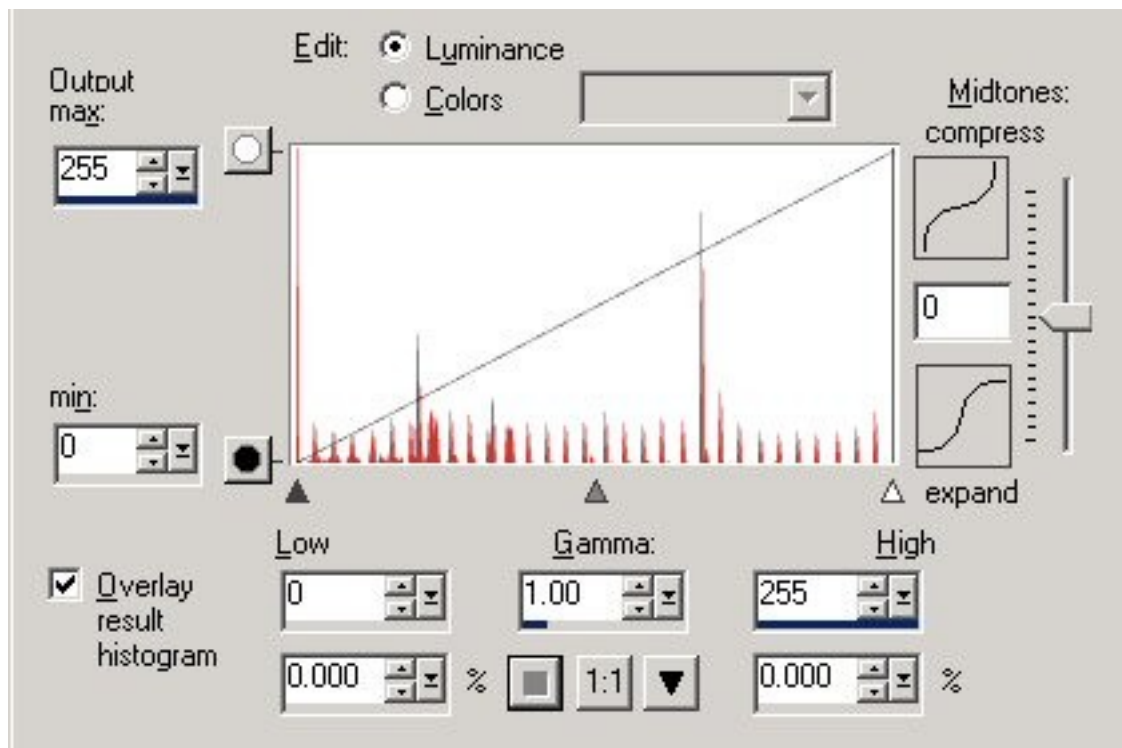 Edit: Luminance
Colors
Output
max:
255
Midtones:
compress
0
min:
0
expand
Low Gamma: High
Overlay
result
histogram
0 1.00 255
0.000 % 1:1 0.000 %